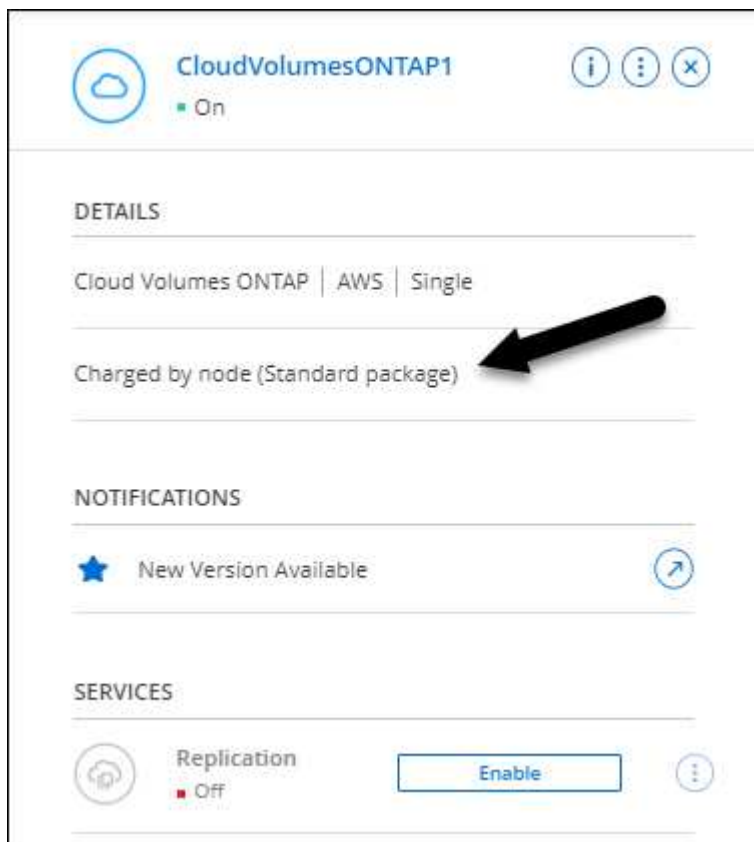 CloudVolumesONTAP1
On
DETAILS
Cloud Volumes ONTAP | AWS | Single
Charged by node (Standard package)
NOTIFICATIONS
New Version Available
SERVICES
Replication
Enable
Off